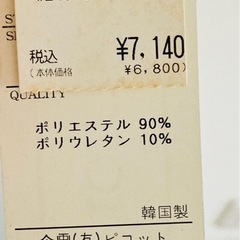 税込 ¥7,140
(本体価格 ¥6,800)
QUALITY
ポリエステル 90%
ポリウレタン 10%
韓国製